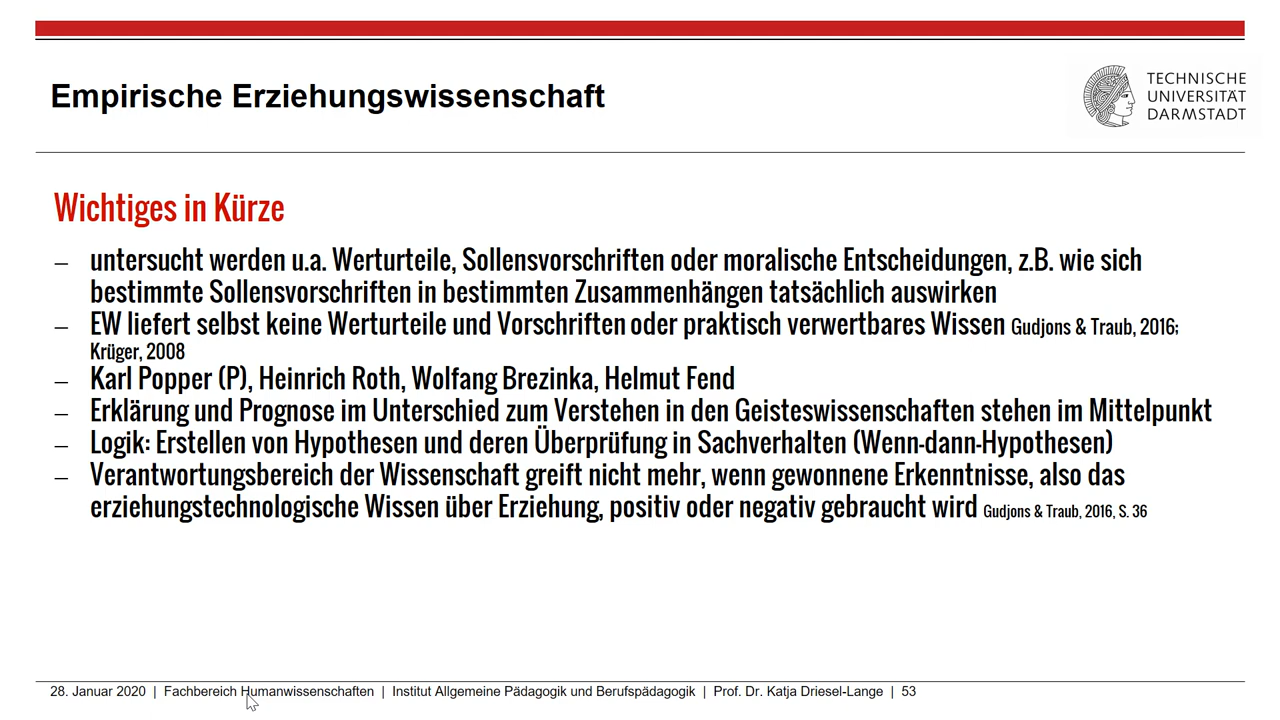 Empirische Erziehungswissenschaft
TECHNISCHE
UNIVERSITÄT
DARMSTADT
Wichtiges in Kürze
– untersucht werden u.a. Werturteile, Sollensvorschriften oder moralische Entscheidungen, z.B. wie sich
bestimmte Sollensvorschriften in bestimmten Zusammenhängen tatsächlich auswirken
– EW liefert selbst keine Werturteile und Vorschriften oder praktisch verwertbares Wissen Gudjons & Traub, 2016;
Krüger, 2008
– Karl Popper (P), Heinrich Roth, Wolfang Brezinka, Helmut Fend
– Erklärung und Prognose im Unterschied zum Verstehen in den Geisteswissenschaften stehen im Mittelpunkt
– Logik: Erstellen von Hypothesen und deren Überprüfung in Sachverhalten (Wenn-dann-Hypothesen)
– Verantwortungsbereich der Wissenschaft greift nicht mehr, wenn gewonnene Erkenntnisse, also das
erziehungstechnologische Wissen über Erziehung, positiv oder negativ gebraucht wird Gudjons & Traub, 2016, S. 36
28. Januar 2020 | Fachbereich Humanwissenschaften | Institut Allgemeine Pädagogik und Berufspädagogik | Prof. Dr. Katja Driesel-Lange | 53